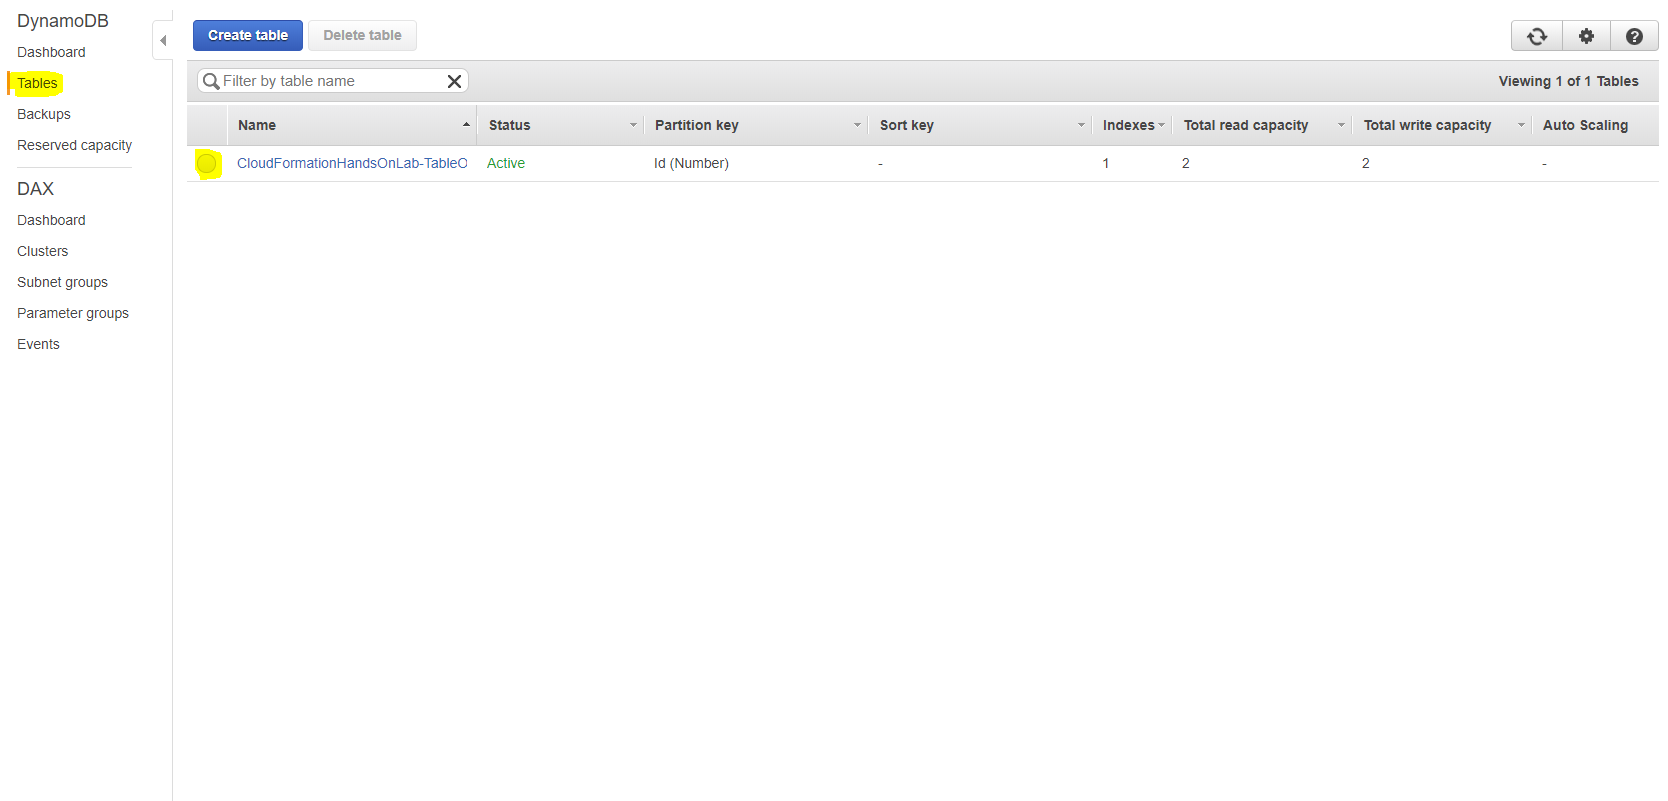 DynamoDB
Dashboard
Tables
Backups
Reserved capacity
DAX
Dashboard
Clusters
Subnet groups
Parameter groups
Events
Create table Delete table
Filter by table name Viewing 1 of 1 Tables
Name Status Partition key Sort key Indexes Total read capacity Total write capacity Auto Scaling
CloudFormationHandsOnLab-TableO Active Id (Number) - 1 2 2 -